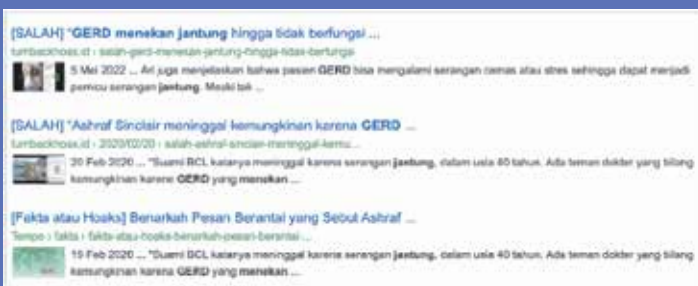 [SALAH] "GERD menekan jantung hingga tidak berfungsi ...
turnbackhoax.id › salah-gerd-menekan-jantung-hingga-tidak-berfungsi
5 Mei 2022 ... Ari juga menjelaskan bahwa pasien GERD bisa mengalami serangan cemas atau stres sehingga dapat menjadi
pemicu serangan jantung. Meski tak ...
[SALAH] "Ashraf Sinclair meninggal kemungkinan karena GERD ...
turnbackhoax.id › 2020/02/20 › salah-ashraf-sinclair-meninggal-kemu...
20 Feb 2020 ... "Suami BCL katanya meninggal karena serangan jantung, dalam usia 40 tahun. Ada teman dokter yang bilang
kemungkinan karena GERD yang menekan ...
[Fakta atau Hoaks] Benarkah Pesan Berantai yang Sebut Ashraf ...
Tempo › fakta › fakta-atau-hoaks-benarkah-pesan-berantai-...
19 Feb 2020 ... "Suami BCL katanya meninggal karena serangan jantung, dalam usia 40 tahun. Ada teman dokter yang bilang
kemungkinan karena GERD yang menekan ...